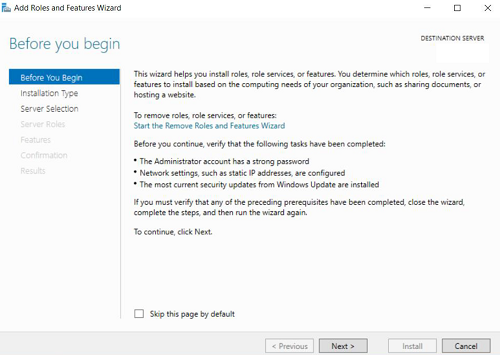 Add Roles and Features Wizard
Before you begin
DESTINATION SERVER
Before You Begin
Installation Type
Server Selection
Server Roles
Features
Confirmation
Results
This wizard helps you install roles, role services, or features. You determine which roles, role services, or
features to install based on the computing needs of your organization, such as sharing documents, or
hosting a website.
To remove roles, role services, or features:
Start the Remove Roles and Features Wizard
Before you continue, verify that the following tasks have been completed:
• The Administrator account has a strong password
• Network settings, such as static IP addresses, are configured
• The most current security updates from Windows Update are installed
If you must verify that any of the preceding prerequisites have been completed, close the wizard,
complete the steps, and then run the wizard again.
To continue, click Next.
Skip this page by default
< Previous
Next >
Install
Cancel